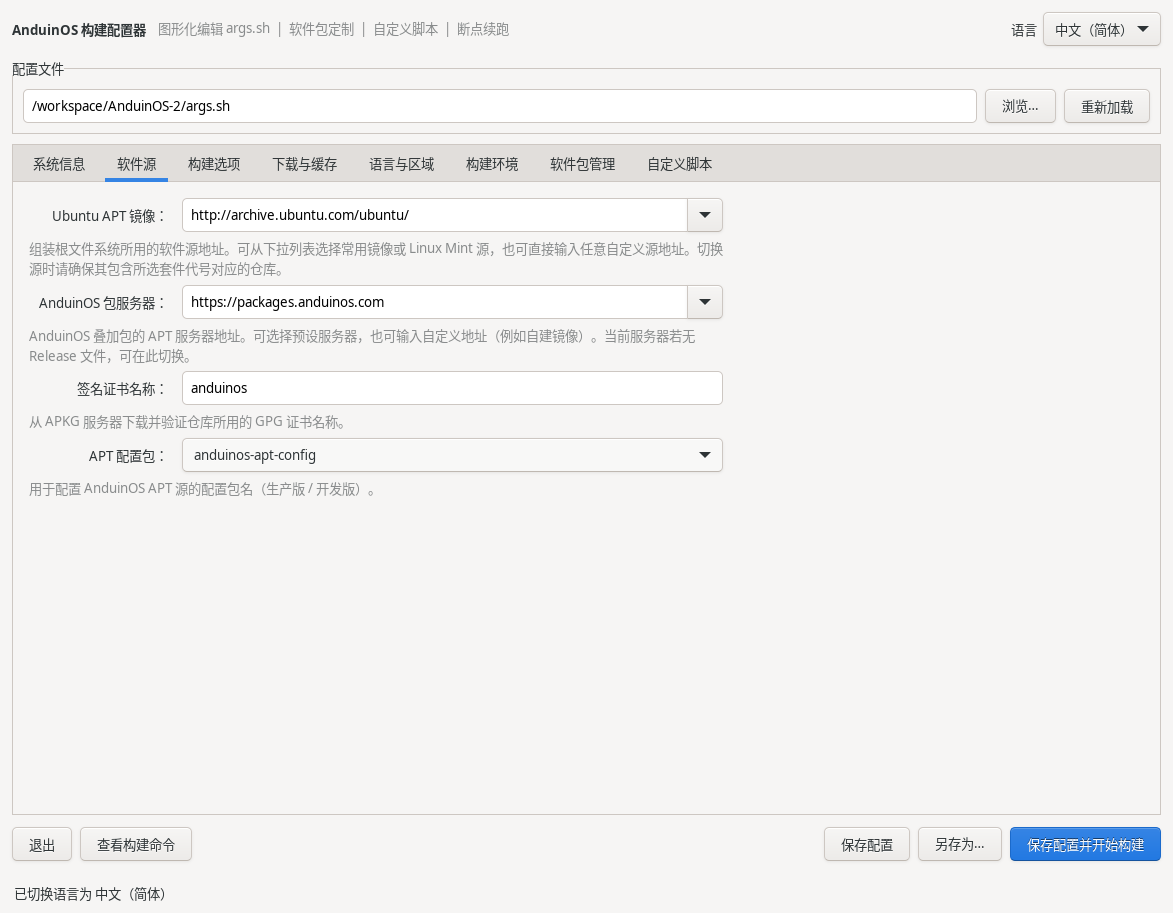 AnduinOS 构建配置器 图形化编辑 args.sh | 软件包定制 | 自定义脚本 | 断点续跑 语言 中文（简体）
配置文件
/workspace/AnduinOS-2/args.sh 浏览... 重新加载
系统信息 软件源 构建选项 下载与缓存 语言与区域 构建环境 软件包管理 自定义脚本
Ubuntu APT 镜像： http://archive.ubuntu.com/ubuntu/
组装根文件系统所用的软件源地址。可从下拉列表选择常用镜像或 Linux Mint 源，也可直接输入任意自定义源地址。切换
源时请确保其包含所选套件代号对应的仓库。
AnduinOS 包服务器： https://packages.anduinos.com
AnduinOS 叠加包的 APT 服务器地址。可选择预设服务器，也可输入自定义地址（例如自建镜像）。当前服务器若无
Release 文件，可在此切换。
签名证书名称： anduinos
从 APKG 服务器下载并验证仓库所用的 GPG 证书名称。
APT 配置包： anduinos-apt-config
用于配置 AnduinOS APT 源的配置包名（生产版 / 开发版）。
退出 查看构建命令 保存配置 另存为... 保存配置并开始构建
已切换语言为 中文（简体）